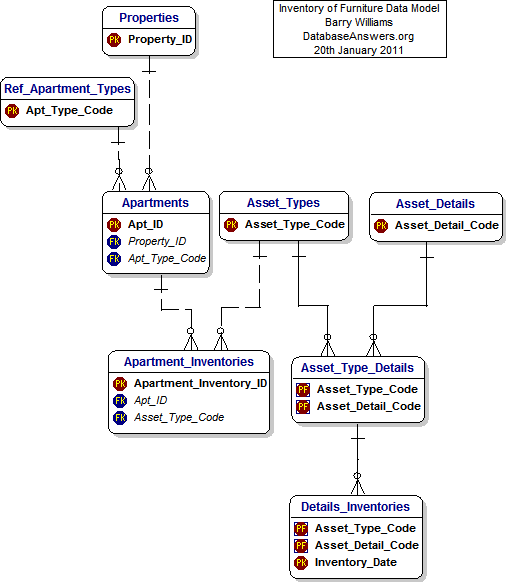 Inventory of Furniture Data Model
Barry Williams
DatabaseAnswers.org
20th January 2011
Properties
PK Property_ID
Ref_Apartment_Types
PK Apt_Type_Code
Apartments
PK Apt_ID
FK Property_ID
FK Apt_Type_Code
Asset_Types
PK Asset_Type_Code
Asset_Details
PK Asset_Detail_Code
Apartment_Inventories
PK Apartment_Inventory_ID
FK Apt_ID
FK Asset_Type_Code
Asset_Type_Details
PF Asset_Type_Code
PF Asset_Detail_Code
Details_Inventories
PF Asset_Type_Code
PF Asset_Detail_Code
PK Inventory_Date